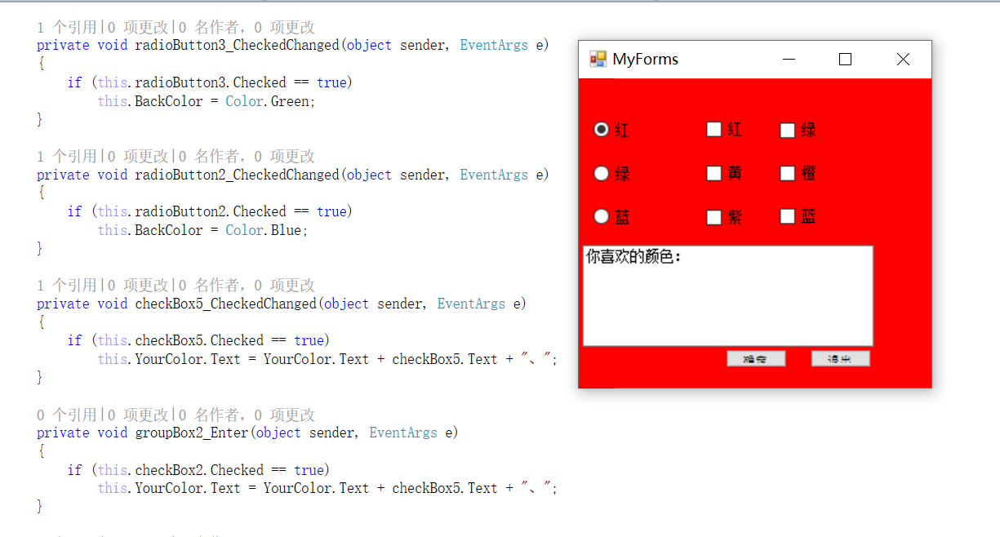 1 个引用|0 项更改|0 名作者，0 项更改
private void radioButton3_CheckedChanged(object sender, EventArgs e)
{
if (this.radioButton3.Checked == true)
this.BackColor = Color.Green;
}
1 个引用|0 项更改|0 名作者，0 项更改
private void radioButton2_CheckedChanged(object sender, EventArgs e)
{
if (this.radioButton2.Checked == true)
this.BackColor = Color.Blue;
}
1 个引用|0 项更改|0 名作者，0 项更改
private void checkBox5_CheckedChanged(object sender, EventArgs e)
{
if (this.checkBox5.Checked == true)
this.YourColor.Text = YourColor.Text + checkBox5.Text + "、";
}
0 个引用|0 项更改|0 名作者，0 项更改
private void groupBox2_Enter(object sender, EventArgs e)
{
if (this.checkBox2.Checked == true)
this.YourColor.Text = YourColor.Text + checkBox5.Text + "、";
}
MyForms
红 红 绿
绿 黄 橙
蓝 紫 蓝
你喜欢的颜色：
确定 退出